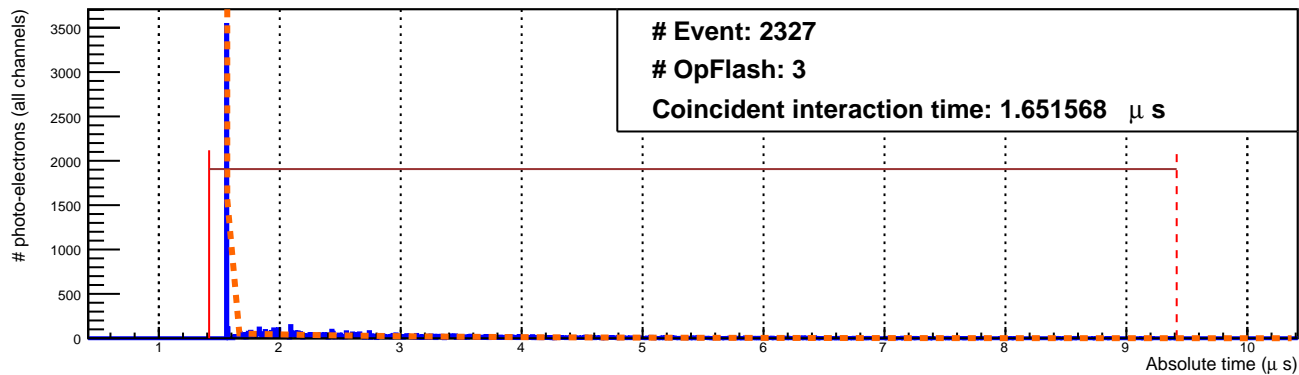 # photo-electrons (all channels)
3500
3000
2500
2000
1500
1000
500
0
# Event: 2327
# OpFlash: 3
Coincident interaction time: 1.651568 μ s
1 2 3 4 5 6 7 8 9 10
Absolute time (μ s)